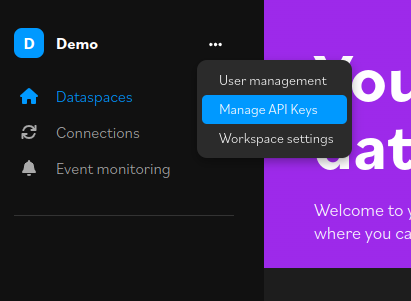 D Demo
User management
Manage API Keys
Workspace settings
Dataspaces
Connections
Event monitoring
You
dat
Welcome to y
where you ca